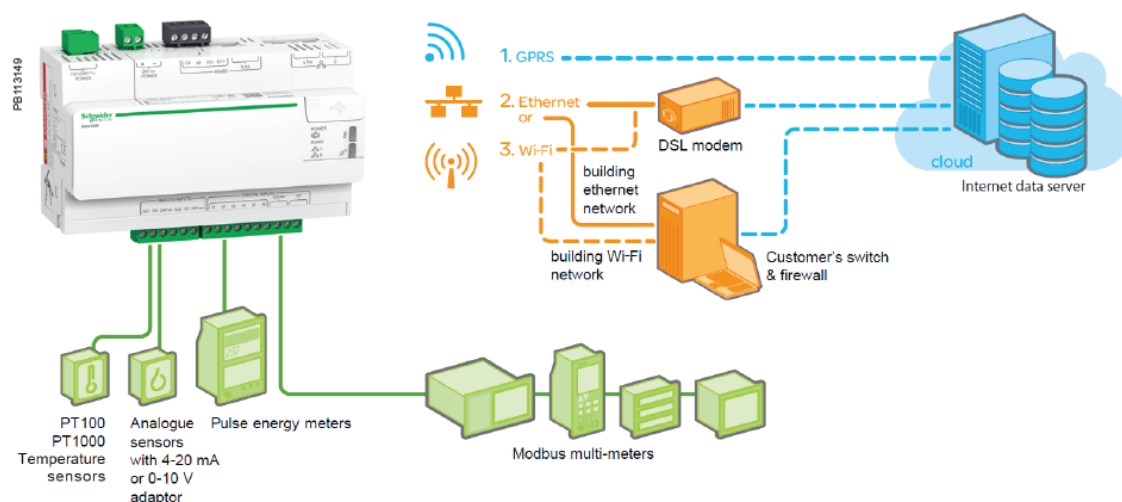 PB113149
Schneider
Electric
POWER
1. GPRS
2. Ethernet
or
3. Wi-Fi
DSL modem
building
ethernet
network
building Wi-Fi
network
Customer's switch
& firewall
cloud
Internet data server
PT100
PT1000
Temperature
sensors
Analogue
sensors
with 4-20 mA
or 0-10 V
adaptor
Pulse energy meters
Modbus multi-meters